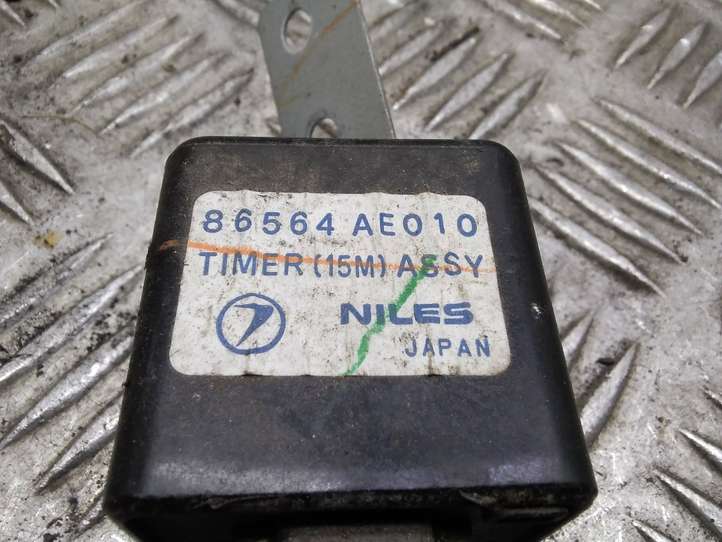 86564 AE010
TIMER(15M) ASSY
NILES
JAPAN